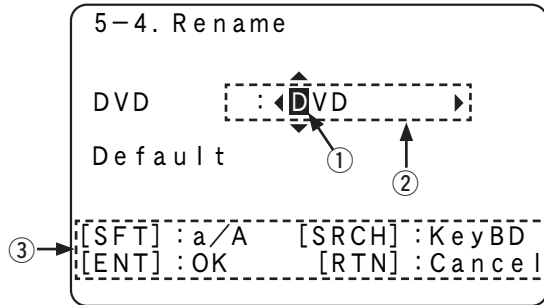 5-4. Rename
DVD : ◀DVD ▶
Default
①
②
③
[SFT] : a/A [SRCH] : KeyBD
[ENT] : OK [RTN] : Cancel